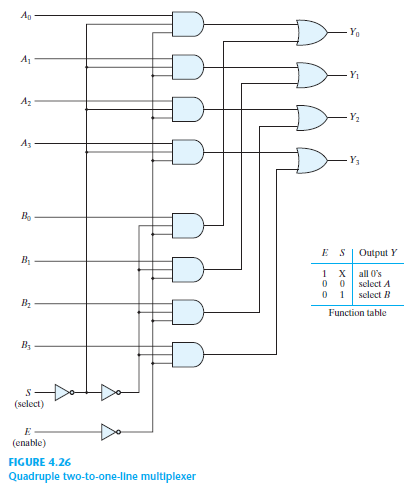 A₀
Y₀
A₁
Y₁
A₂
Y₂
A₃
Y₃
B₀
B₁
B₂
B₃
E S Output Y
1 X all 0's
0 0 select A
0 1 select B
Function table
S
(select)
E
(enable)
FIGURE 4.26
Quadruple two-to-one-line multiplexer